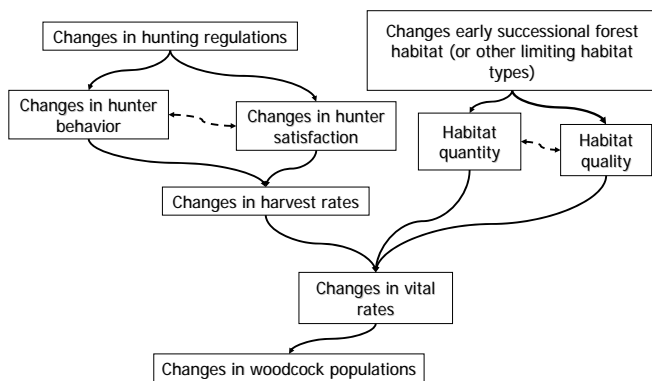 Changes in hunting regulations
Changes early successional forest
habitat (or other limiting habitat
types)
Changes in hunter
behavior
Changes in hunter
satisfaction
Habitat
quantity
Habitat
quality
Changes in harvest rates
Changes in vital
rates
Changes in woodcock populations